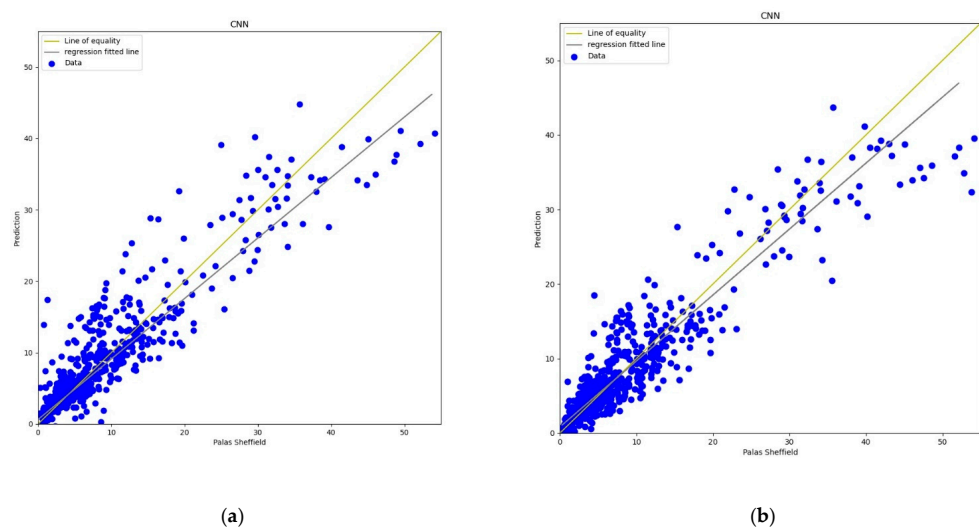 CNN
Line of equality
regression fitted line
Data
50
40
30
20
10
0
Prediction
0 10 20 30 40 50
Palas Sheffield
(a)
CNN
Line of equality
regression fitted line
Data
50
40
30
20
10
0
Prediction
0 10 20 30 40 50
Palas Sheffield
(b)